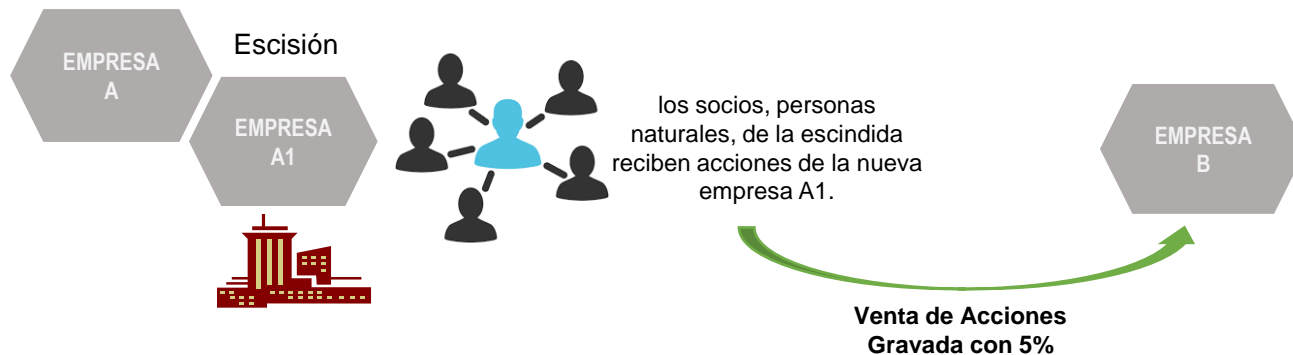 EMPRESA
A
Escisión
EMPRESA
A1
los socios, personas
naturales, de la escindida
reciben acciones de la nueva
empresa A1.
EMPRESA
B
Venta de Acciones
Gravada con 5%